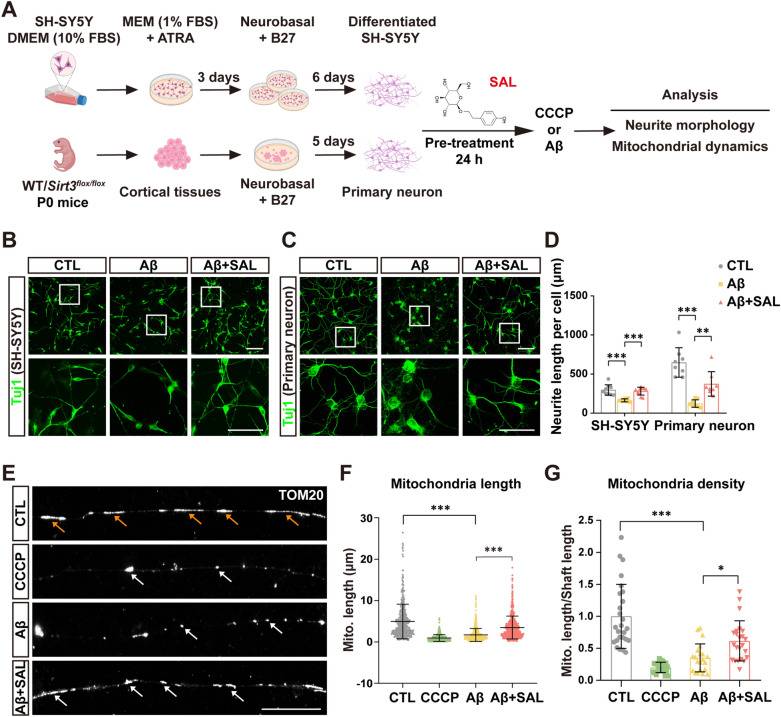 A
SH-SY5Y
DMEM (10% FBS)
MEM (1% FBS)
+ ATRA
Neurobasal
+ B27
Differentiated
SH-SY5Y
3 days
6 days
SAL
HO
OH
CCCP
or
Aβ
Pre-treatment
24 h
Analysis
Neurite morphology
Mitochondrial dynamics
5 days
WT/Sirt3flox/flox
P0 mice
Cortical tissues
Neurobasal
+ B27
Primary neuron
B
CTL
Aβ
Aβ+SAL
Tuj1 (SH-SY5Y)
C
CTL
Aβ
Aβ+SAL
Tuj1 (Primary neuron)
D
CTL
Aβ
Aβ+SAL
Neurite length per cell (μm)
1500
1000
500
0
***
***
***
**
SH-SY5Y
Primary neuron
E
TOM20
CTL
CCCP
Aβ
Aβ+SAL
F
Mitochondria length
Mito. length (μm)
30
20
10
0
-10
***
***
CTL
CCCP
Aβ
Aβ+SAL
G
Mitochondria density
Mito. length/Shaft length
2.5
2.0
1.5
1.0
0.5
0.0
***
*
CTL
CCCP
Aβ
Aβ+SAL